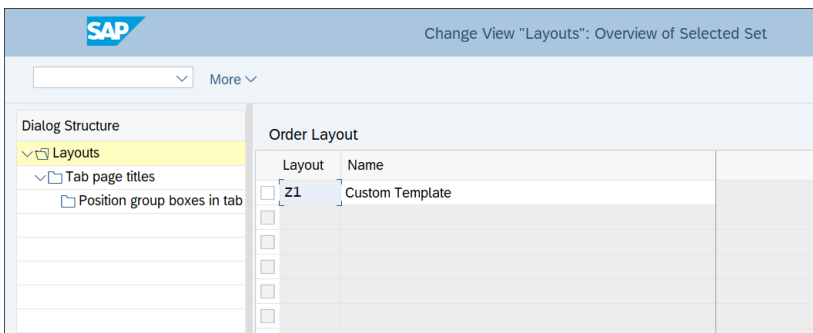 SAP
Change View "Layouts": Overview of Selected Set
More
Dialog Structure
Layouts
Tab page titles
Position group boxes in tab
Order Layout
Layout Name
Z1 Custom Template